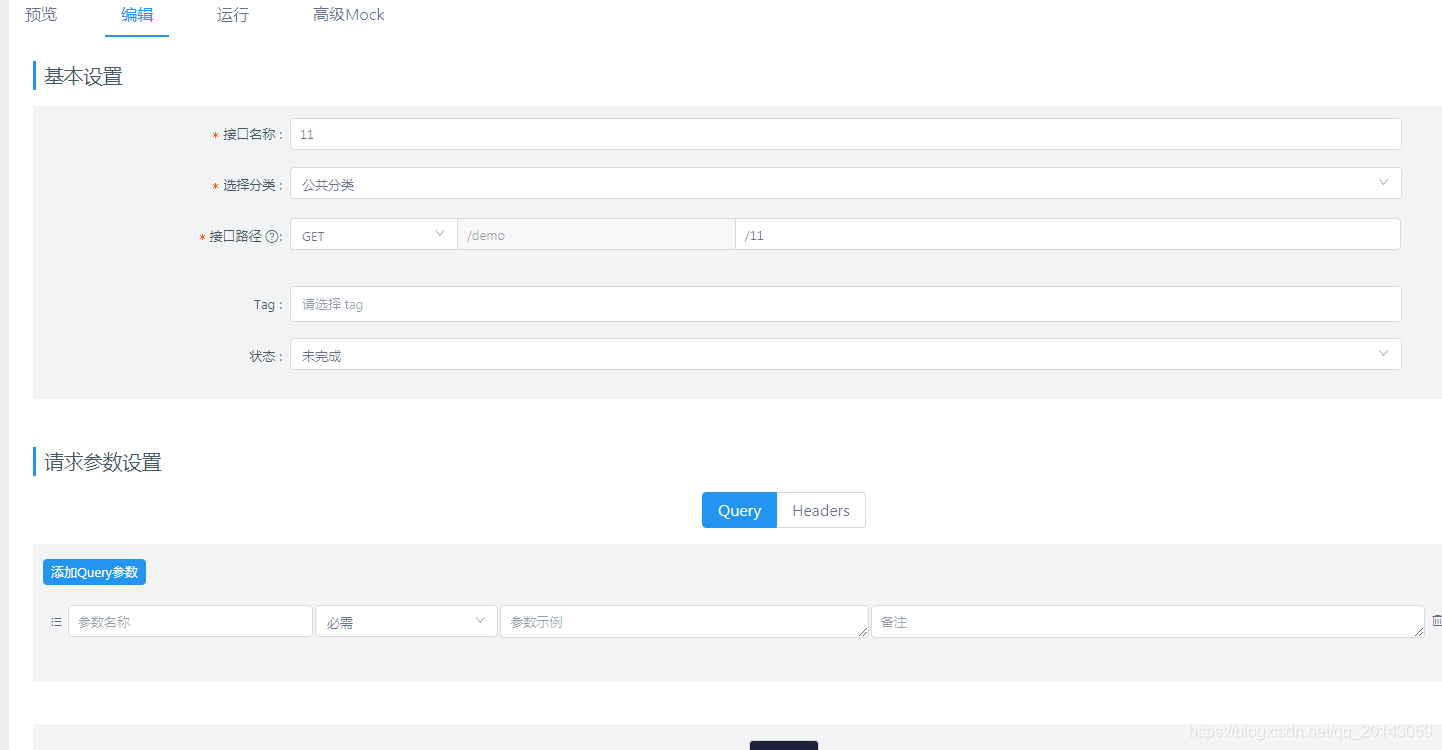 预览 编辑 运行 高级Mock
基本设置
* 接口名称 : 11
* 选择分类 : 公共分类
* 接口路径 ? : GET /demo /11
Tag : 请选择 tag
状态 : 未完成
请求参数设置
Query Headers
添加Query参数
参数名称 必需 参数示例 备注
https://blog.csdn.net/qq_20143059